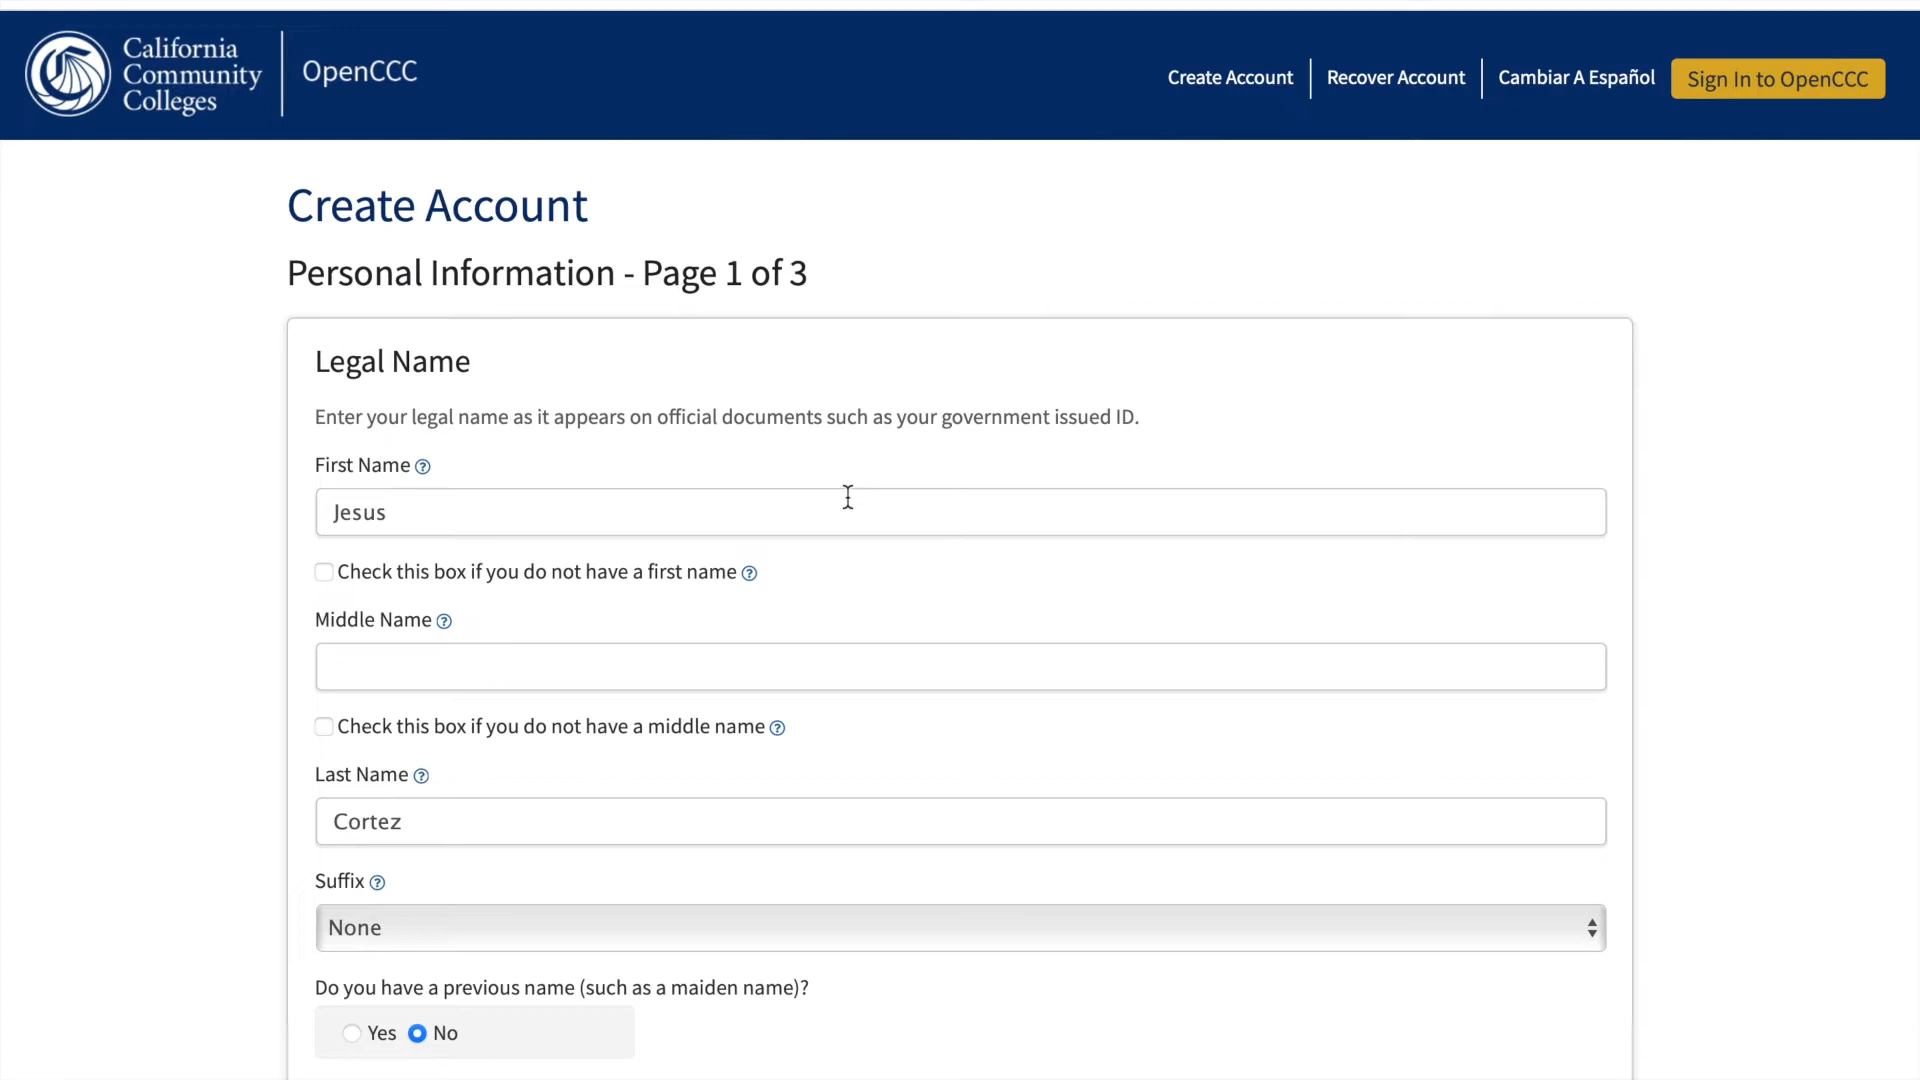 California
Community
Colleges
OpenCCC
Create Account
Recover Account
Cambiar A Español
Sign In to OpenCCC
Create Account
Personal Information - Page 1 of 3
Legal Name
Enter your legal name as it appears on official documents such as your government issued ID.
First Name ?
Jesus
Check this box if you do not have a first name ?
Middle Name ?
Check this box if you do not have a middle name ?
Last Name ?
Cortez
Suffix ?
None
Do you have a previous name (such as a maiden name)?
Yes No